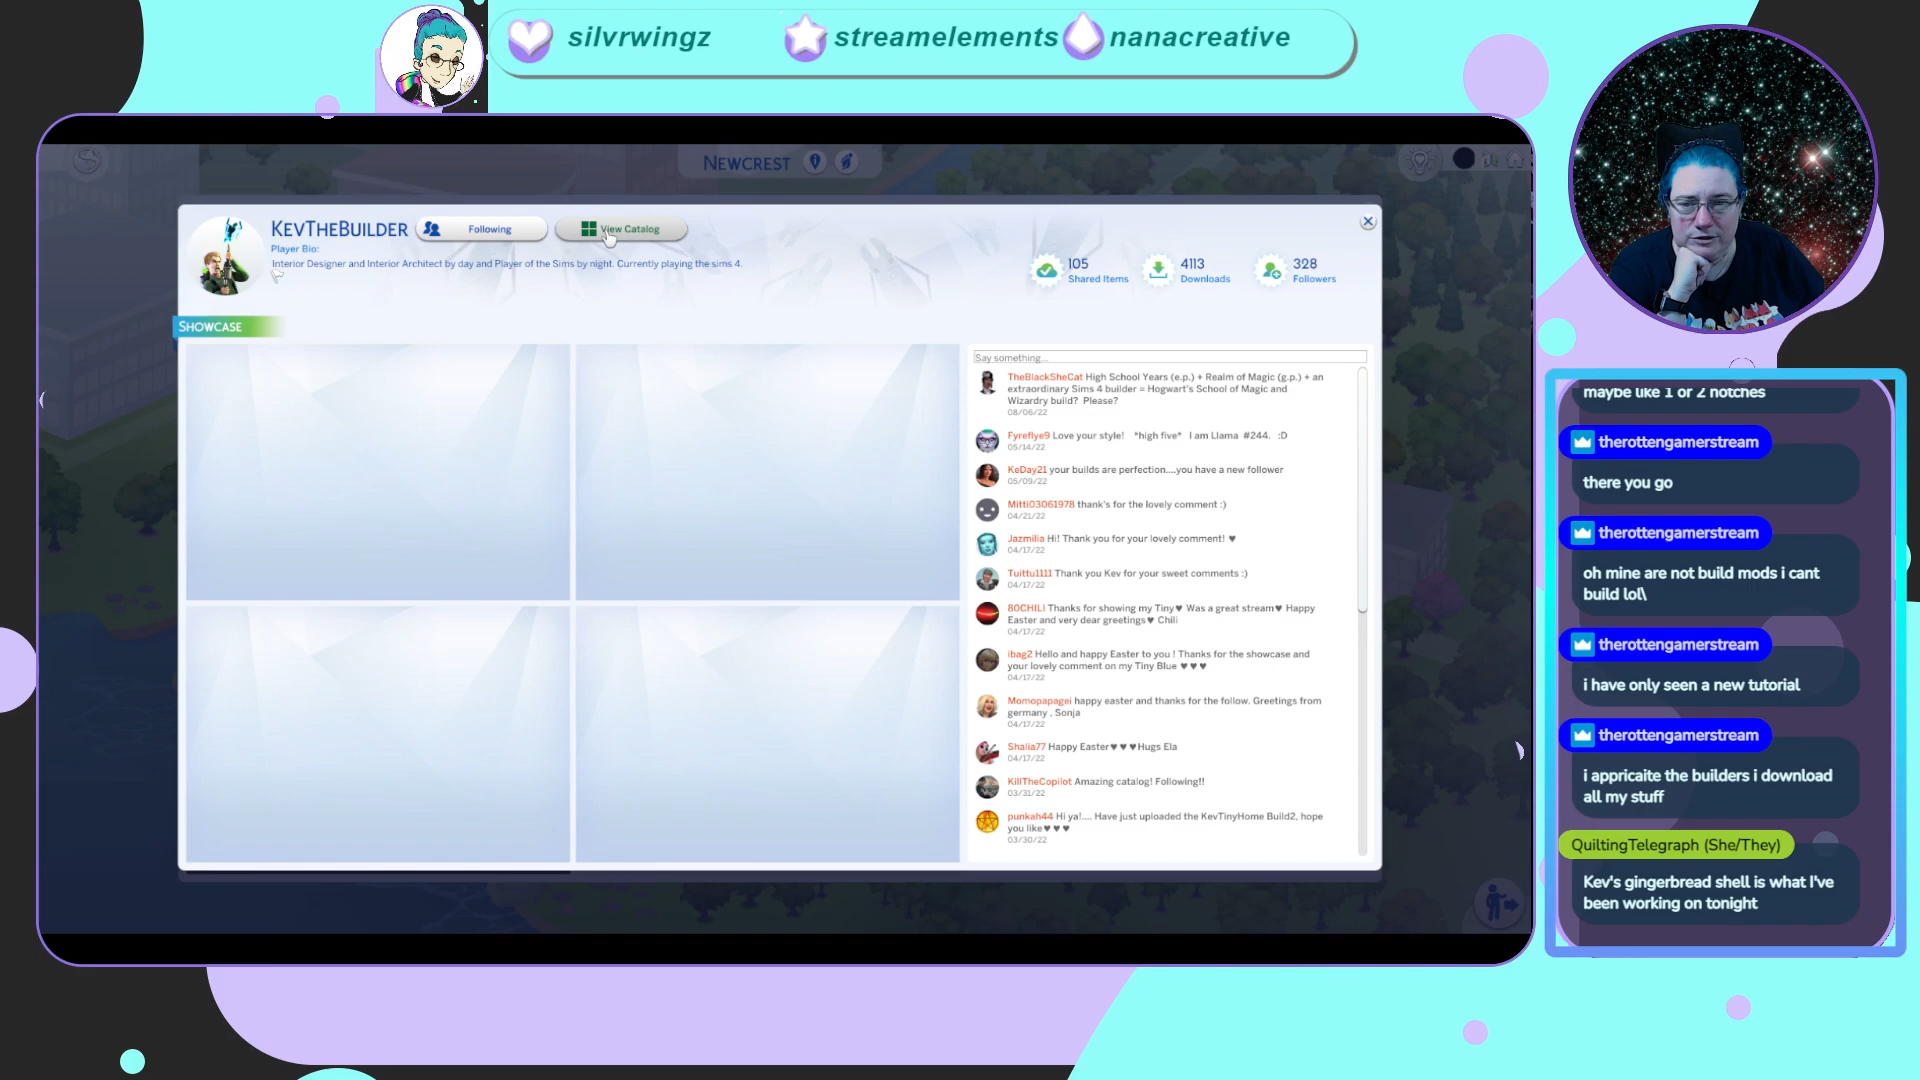 silvrwingz
streamelements
nanacreative
NEWCREST
KEVTHEBUILDER
Following
View Catalog
Player Bio:
Interior Designer and Interior Architect by day and Player of the Sims by night. Currently playing the sims 4.
105
Shared Items
4113
Downloads
328
Followers
SHOWCASE
Say something...
TheBlackSheCat High School Years (e.p.) + Realm of Magic (g.p.) + an
extraordinary Sims 4 builder = Hogwart's School of Magic and
Wizardry build? Please?
08/06/22
Fyreflye9 Love your style! *high five* I am Llama #244. :D
05/14/22
KeDay21 your builds are perfection....you have a new follower
05/09/22
Mitti03061978 thank's for the lovely comment :)
04/21/22
Jazmilia Hi! Thank you for your lovely comment! ♥
04/17/22
Tuittu1111 Thank you Kev for your sweet comments :)
04/17/22
80CHILI Thanks for showing my Tiny♥ Was a great stream♥ Happy
Easter and very dear greetings♥ Chili
04/17/22
ibag2 Hello and happy Easter to you ! Thanks for the showcase and
your lovely comment on my Tiny Blue ♥♥♥
04/17/22
Momopapagei happy easter and thanks for the follow. Greetings from
germany , Sonja
04/17/22
Shalia77 Happy Easter♥♥♥Hugs Ela
04/17/22
KillTheCopilot Amazing catalog! Following!!
03/31/22
punkah44 Hi ya!.... Have just uploaded the KevTinyHome Build2, hope
you like♥♥♥
03/30/22
maybe like 1 or 2 notches
therottengamerstream
there you go
therottengamerstream
oh mine are not build mods i cant
build lol\
therottengamerstream
i have only seen a new tutorial
therottengamerstream
i appricaite the builders i download
all my stuff
QuiltingTelegraph (She/They)
Kev's gingerbread shell is what I've
been working on tonight